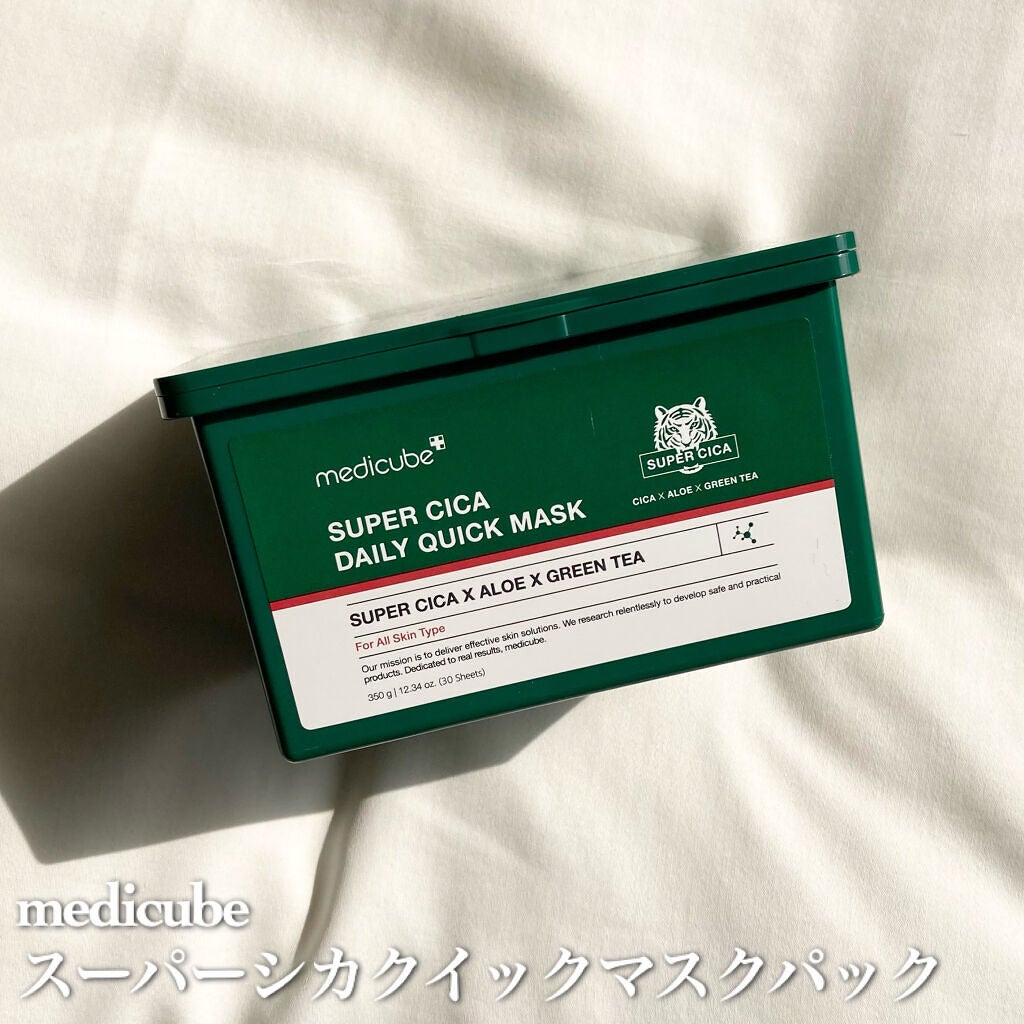 medicube
SUPER CICA
CICA X ALOE X GREEN TEA
SUPER CICA
DAILY QUICK MASK
SUPER CICA X ALOE X GREEN TEA
For All Skin Type
Our mission is to deliver effective skin solutions. We research relentlessly to develop safe and practical
products. Dedicated to real results, medicube.
350 g | 12.34 oz. (30 Sheets)
medicube
スーパーシカクイックマスクパック